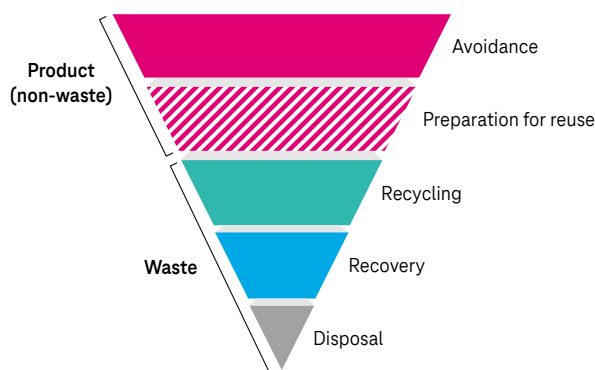 Product
(non-waste)
Avoidance
Preparation for reuse
Recycling
Waste
Recovery
Disposal